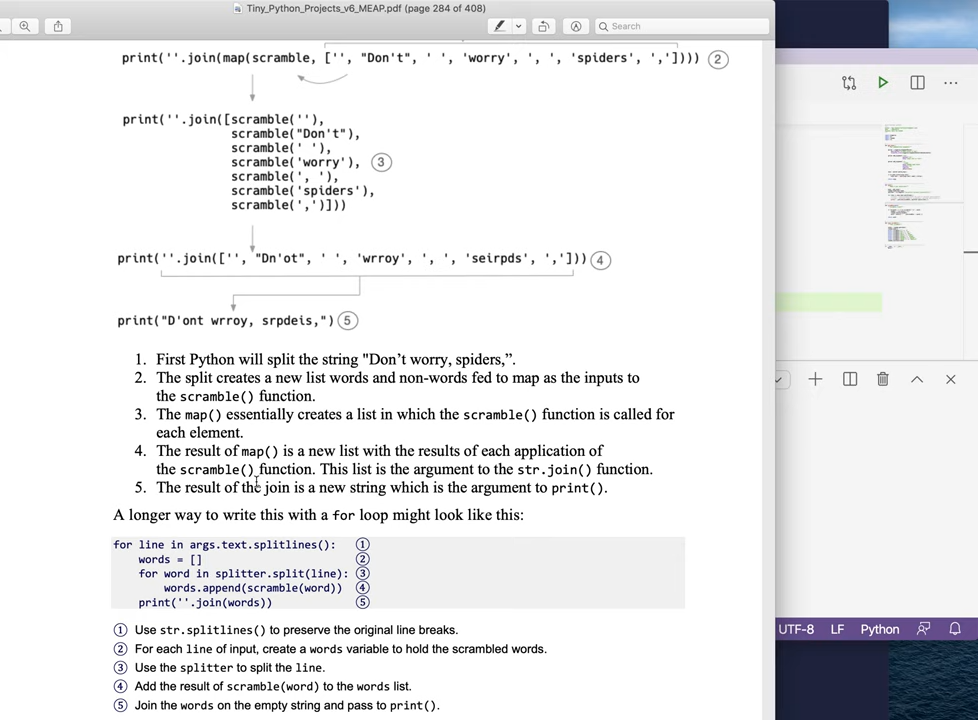 Tiny_Python_Projects_v6_MEAP.pdf (page 284 of 408)
Search
print(''.join(map(scramble, ['', "Don't", ' ', 'worry', ', ', 'spiders', ',']))) 2
print(''.join([scramble(''),
scramble("Don't"),
scramble(' '),
scramble('worry'), 3
scramble(', '),
scramble('spiders'),
scramble(',')]))
print(''.join(['', "Dn'ot", ' ', 'wrroy', ', ', 'seirpds', ','])) 4
print("D'ont wrroy, srpdeis,") 5
1. First Python will split the string "Don’t worry, spiders,”.
2. The split creates a new list words and non-words fed to map as the inputs to
the scramble() function.
3. The map() essentially creates a list in which the scramble() function is called for
each element.
4. The result of map() is a new list with the results of each application of
the scramble() function. This list is the argument to the str.join() function.
5. The result of the join is a new string which is the argument to print().
A longer way to write this with a for loop might look like this:
for line in args.text.splitlines(): 1
words = [] 2
for word in splitter.split(line): 3
words.append(scramble(word)) 4
print(''.join(words)) 5
1 Use str.splitlines() to preserve the original line breaks.
2 For each line of input, create a words variable to hold the scrambled words.
3 Use the splitter to split the line.
4 Add the result of scramble(word) to the words list.
5 Join the words on the empty string and pass to print().
UTF-8 LF Python